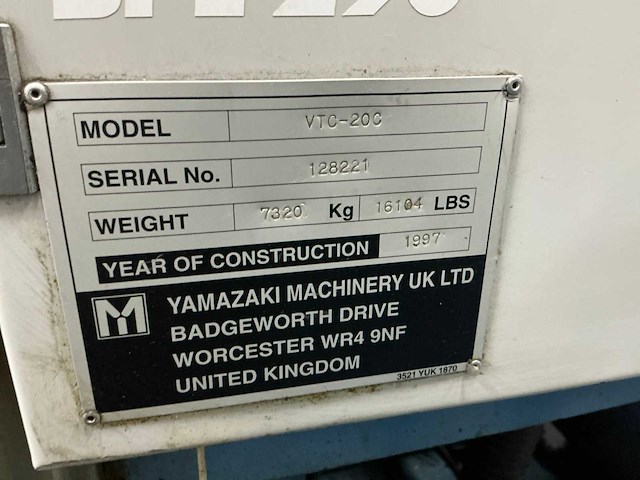 MODEL VTC-20C
SERIAL No. 128221
WEIGHT 7320 Kg 16104 LBS
YEAR OF CONSTRUCTION 1997
YAMAZAKI MACHINERY UK LTD
BADGEWORTH DRIVE
WORCESTER WR4 9NF
UNITED KINGDOM
3521 YUK 1870